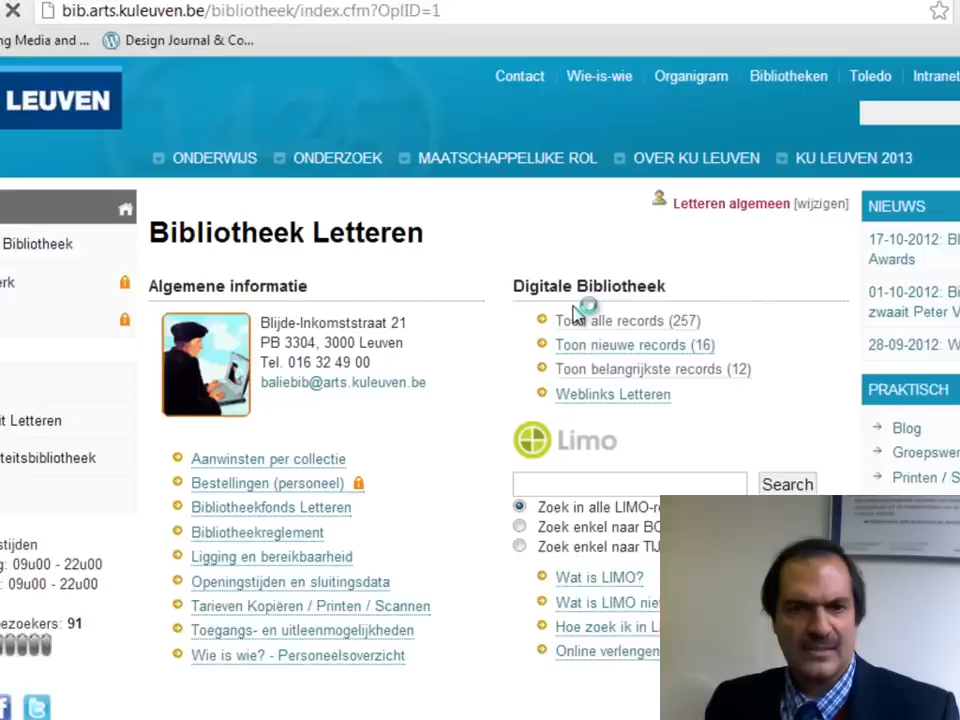 bib.arts.kuleuven.be/bibliotheek/index.cfm?OplID=1
ng Media and ...
Design Journal & Co...
LEUVEN
Contact Wie-is-wie Organigram Bibliotheken Toledo Intranet
ONDERWIJS ONDERZOEK MAATSCHAPPELIJKE ROL OVER KU LEUVEN KU LEUVEN 2013
Letteren algemeen [wijzigen]
Bibliotheek
rk
it Letteren
teitsbibliotheek
stijden
g: 09u00 - 22u00
: 09u00 - 22u00
ezoekers: 91
Bibliotheek Letteren
Algemene informatie
Blijde-Inkomststraat 21
PB 3304, 3000 Leuven
Tel. 016 32 49 00
baliebib@arts.kuleuven.be
Aanwinsten per collectie
Bestellingen (personeel)
Bibliotheekfonds Letteren
Bibliotheekreglement
Ligging en bereikbaarheid
Openingstijden en sluitingsdata
Tarieven Kopiëren / Printen / Scannen
Toegangs- en uitleenmogelijkheden
Wie is wie? - Personeelsoverzicht
Digitale Bibliotheek
Toon alle records (257)
Toon nieuwe records (16)
Toon belangrijkste records (12)
Weblinks Letteren
Limo
Search
Zoek in alle LIMO-r
Zoek enkel naar BO
Zoek enkel naar TIJ
Wat is LIMO?
Wat is LIMO nie
Hoe zoek ik in L
Online verlengen
NIEUWS
17-10-2012: Bl
Awards
01-10-2012: Bi
zwaait Peter V
28-09-2012: W
PRAKTISCH
Blog
Groepswer
Printen / S